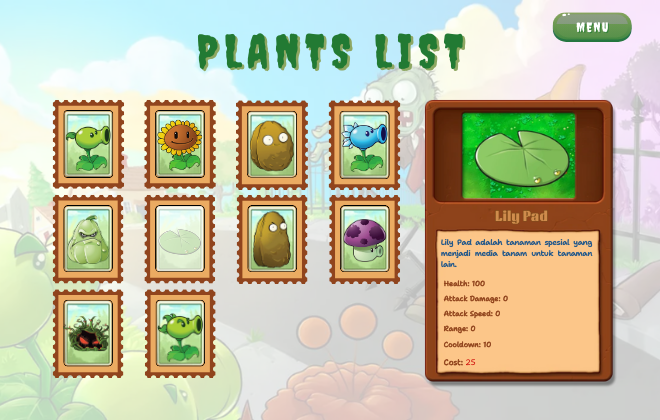 PLANTS LIST
MENU
Lily Pad
Lily Pad adalah tanaman spesial yang
menjadi media tanam untuk tanaman
lain.
Health: 100
Attack Damage: 0
Attack Speed: 0
Range: 0
Cooldown: 10
Cost: 25